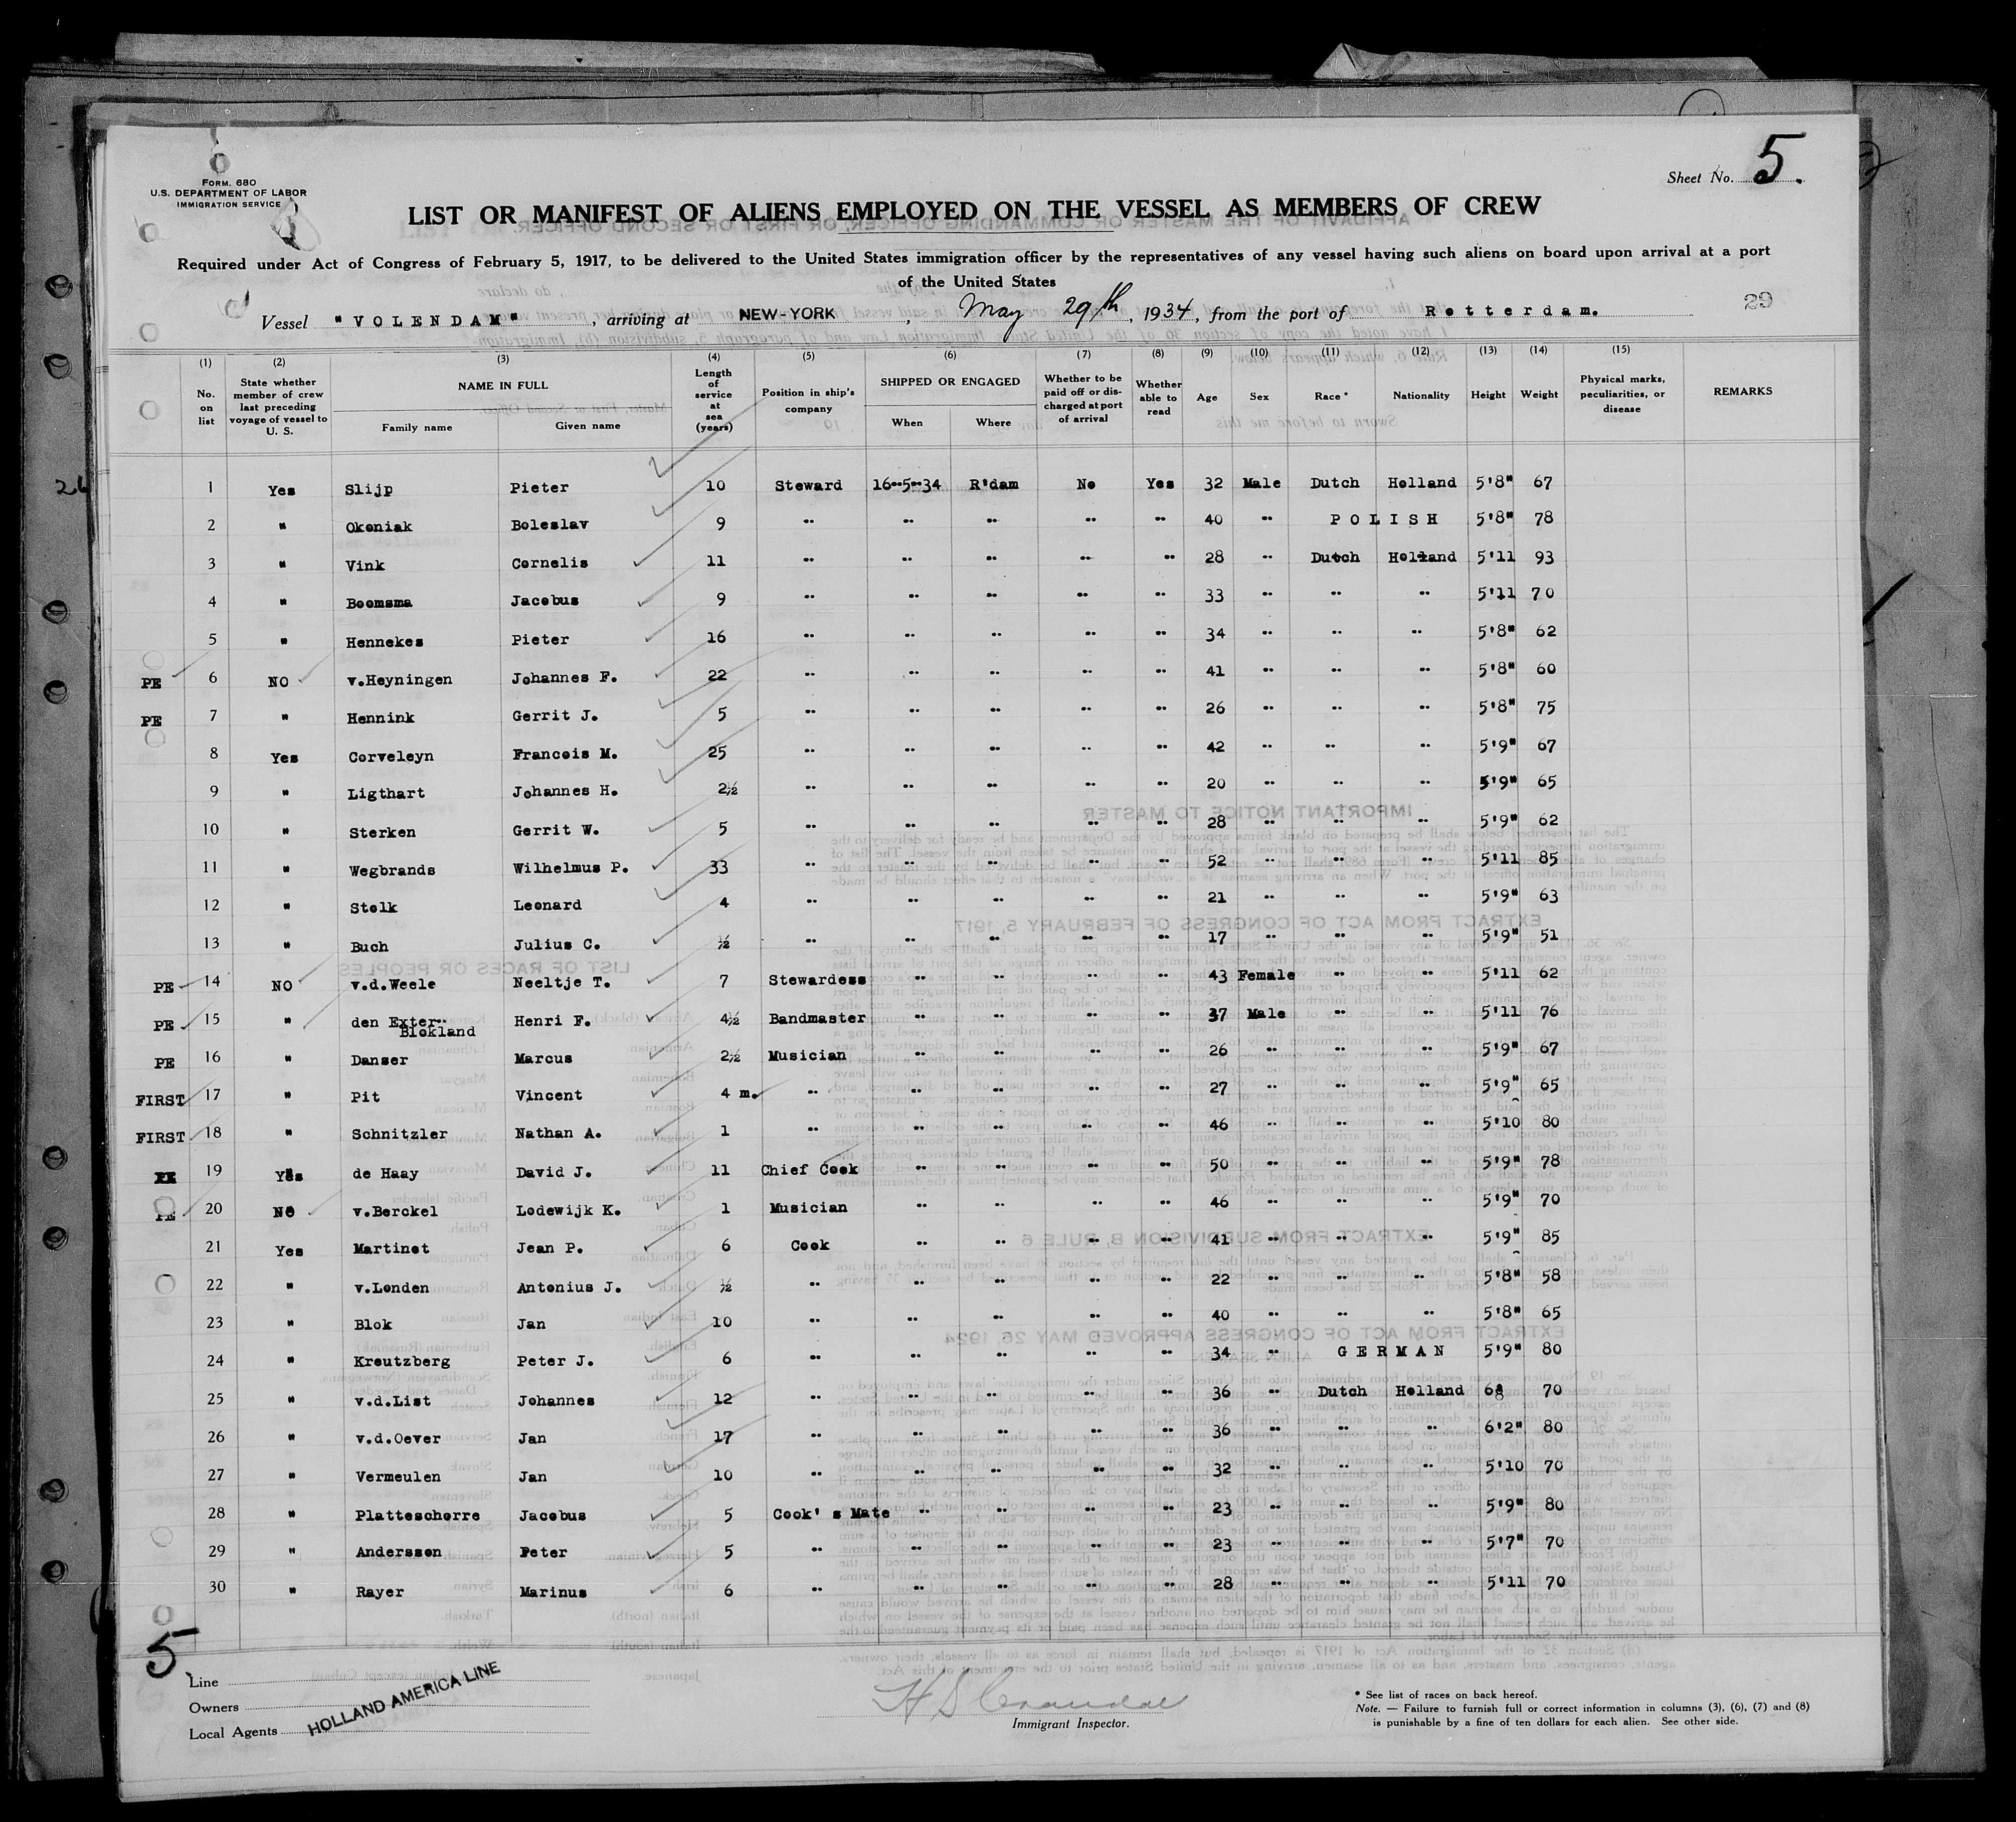 Form. 680
U.S. DEPARTMENT OF LABOR
IMMIGRATION SERVICE
Sheet No. 5.
LIST OR MANIFEST OF ALIENS EMPLOYED ON THE VESSEL AS MEMBERS OF CREW
Required under Act of Congress of February 5, 1917, to be delivered to the United States immigration officer by the representatives of any vessel having such aliens on board upon arrival at a port
of the United States
Vessel "VOLENDAM", arriving at NEW-YORK, May 29th, 1934, from the port of Rotterdam. 29
(1) (2) (3) (4) (5) (6) (7) (8) (9) (10) (11) (12) (13) (14) (15)
No. on list State whether member of crew last preceding voyage of vessel to U. S. NAME IN FULL Family name Given name Length of service at sea (years) Position in ship's company SHIPPED OR ENGAGED When Where Whether to be paid off or discharged at port of arrival Whether able to read Age Sex Race* Nationality Height Weight Physical marks, peculiarities, or disease REMARKS
1 Yes Slijp Pieter 10 Steward 16-5-34 R'dam No Yes 32 Male Dutch Holland 5'8" 67
2 " Okoniak Boleslav 9 " " " " " 40 " POLISH 5'8" 78
3 " Vink Cornelis 11 " " " " " 28 " Dutch Holland 5'11 93
4 " Boomsma Jacobus 9 " " " " " 33 " " " 5'11 70
5 " Hennekes Pieter 16 " " " " " 34 " " " 5'8" 62
PE 6 NO v.Heyningen Johannes F. 22 " " " " " 41 " " " 5'8" 60
PE 7 " Hennink Gerrit J. 5 " " " " " 26 " " " 5'8" 75
8 Yes Corveleyn Francois M. 25 " " " " " 42 " " " 5'9" 67
9 " Ligthart Johannes H. 2½ " " " " " 20 " " " 5'9" 65
10 " Sterken Gerrit W. 5 " " " " " 28 " " " 5'9" 62
11 " Wegbrands Wilhelmus P. 33 " " " " " 52 " " " 5'11 85
12 " Stolk Leonard 4 " " " " " 21 " " " 5'9" 63
13 " Buch Julius C. ½ " " " " " 17 " " " 5'9" 51
PE 14 NO v.d.Weele Neeltje T. 7 Stewardess " " " " 43 Female " " 5'11 62
PE 15 " den Exter- Blokland Henri F. 4½ Bandmaster " " " " 37 Male " " 5'11 76
PE 16 " Danser Marcus 2½ Musician " " " " 26 " " " 5'9" 67
FIRST 17 " Pit Vincent 4 m. " " " " " 27 " " " 5'9" 65
FIRST 18 " Schnitzler Nathan A. 1 " " " " " 46 " " " 5'10 80
19 Yes de Haay David J. 11 Chief Cook " " " " 50 " " " 5'9" 78
PE 20 NO v.Berckel Lodewijk K. 1 Musician " " " " 46 " " " 5'9" 70
21 Yes Martinot Jean P. 6 Cook " " " " 41 " " " 5'9" 85
22 " v.Londen Antonius J. ½ " " " " " 22 " " " 5'8" 58
23 " Blok Jan 10 " " " " " 40 " " " 5'8" 65
24 " Kreutzberg Peter J. 6 " " " " " 34 " GERMAN 5'9" 80
25 " v.d.List Johannes 12 " " " " " 36 " Dutch Holland 70
26 " v.d.Oever Jan 17 " " " " " 36 " " " 6'2" 80
27 " Vermeulen Jan 10 " " " " " 32 " " " 5'10 70
28 " Platteschorre Jacobus 5 Cook's Mate " " " " 23 " " " 5'9" 80
29 " Andersson Peter 5 " " " " " 23 " " " 5'7" 70
30 " Rayer Marinus 6 " " " " " 28 " " " 5'11 70
5
Line
Owners
Local Agents
HOLLAND AMERICA LINE
Immigrant Inspector.
* See list of races on back hereof.
Note. — Failure to furnish full or correct information in columns (3), (6), (7) and (8)
is punishable by a fine of ten dollars for each alien. See other side.